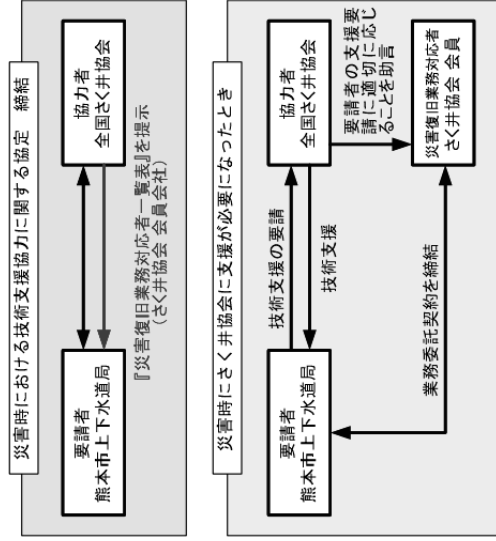 災害時における技術支援協力に関する協定　締結
要請者
熊本市上下水道局
協力者
全国さく井協会
『災害復旧業務対応者一覧表』を提示
（さく井協会 会員会社）
災害時にさく井協会に支援が必要になったとき
要請者
熊本市上下水道局
技術支援の要請
技術支援
協力者
全国さく井協会
要請者の支援要
請に適切に応じ
ることを助言
業務委託契約を締結
災害復旧業務対応者
さく井協会 会員